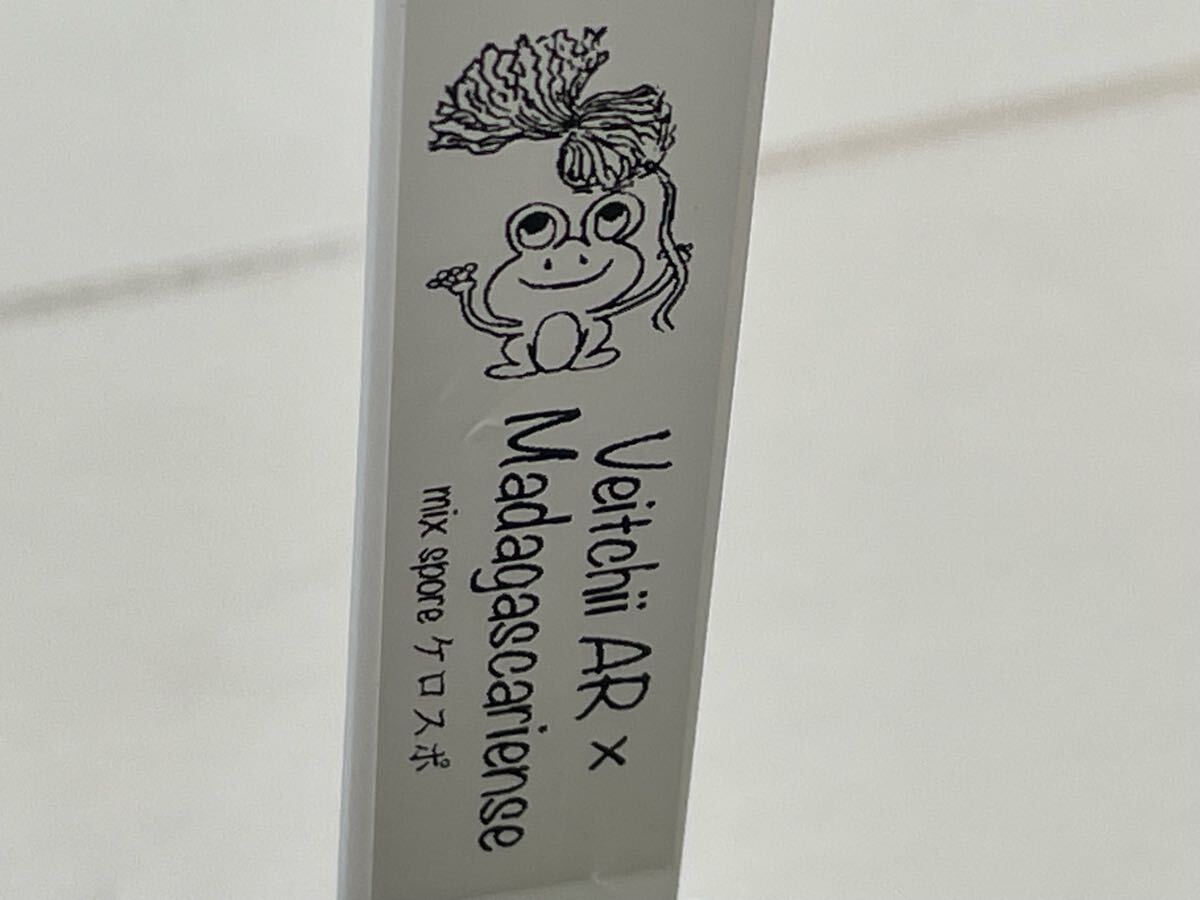 Veitchii AR ×
Madagascariense
mix spore ケロスポ